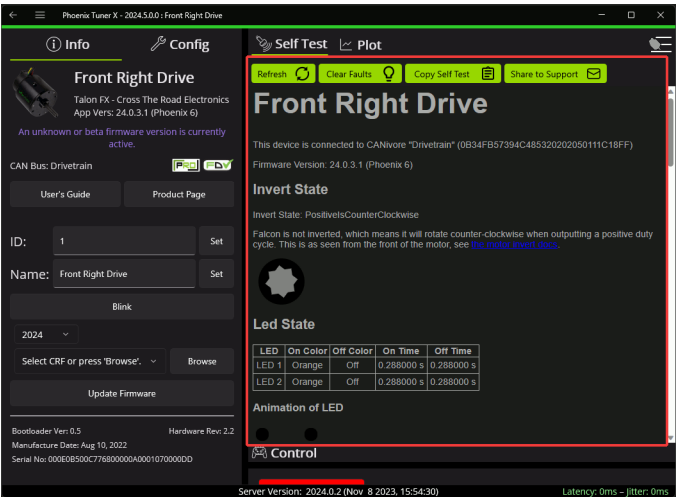 Phoenix Tuner X - 2024.5.0.0 : Front Right Drive
Info
Config
Front Right Drive
Talon FX - Cross The Road Electronics
App Vers: 24.0.3.1 (Phoenix 6)
An unknown or beta firmware version is currently
active.
CAN Bus: Drivetrain
PRO
FDV
User's Guide
Product Page
ID:
1
Set
Name:
Front Right Drive
Set
Blink
2024
Select CRF or press 'Browse'.
Browse
Update Firmware
Bootloader Ver: 0.5
Hardware Rev: 2.2
Manufacture Date: Aug 10, 2022
Serial No: 000E0B500C776800000A0001070000DD
Self Test
Plot
Refresh
Clear Faults
Copy Self Test
Share to Support
Front Right Drive
This device is connected to CANivore "Drivetrain" (0B34FB57394C485320202050111C18FF)
Firmware Version: 24.0.3.1 (Phoenix 6)
Invert State
Invert State: PositiveIsCounterClockwise
Falcon is not inverted, which means it will rotate counter-clockwise when outputting a positive duty
cycle. This is as seen from the front of the motor, see
Led State
LED On Color Off Color On Time Off Time
LED 1 Orange Off 0.288000 s 0.288000 s
LED 2 Orange Off 0.288000 s 0.288000 s
Animation of LED
Control
Server Version: 2024.0.2 (Nov 8 2023, 15:54:30)
Latency: 0ms – Jitter: 0ms